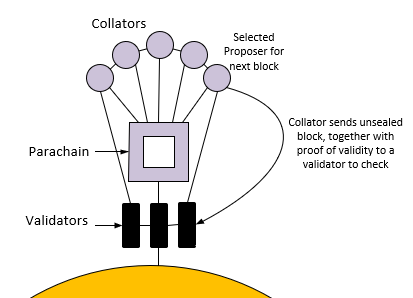 Collators
Selected
Proposer for
next block
Collator sends unsealed
block, together with
proof of validity to a
validator to check
Parachain
Validators